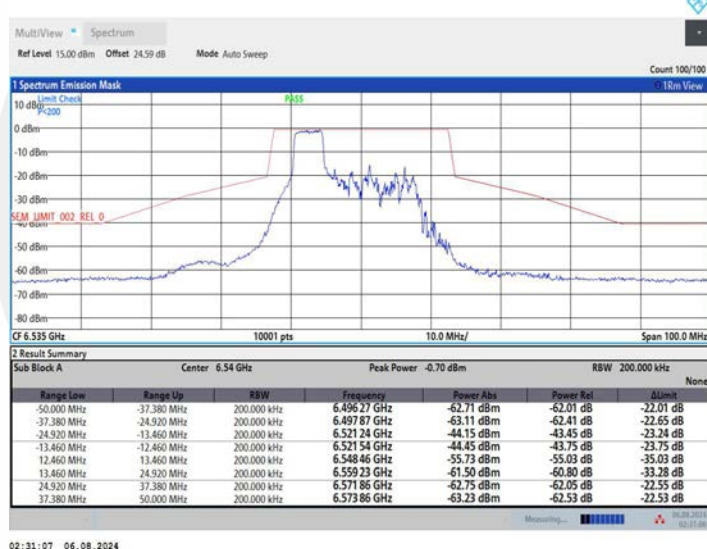 MultiView Spectrum
Ref Level 15.00 dBm Offset 24.59 dB Mode Auto Sweep
Count 100/100
1 Spectrum Emission Mask 1Rm View
10 dBm Limit Check PASS
P<200
0 dBm
-10 dBm
-20 dBm
-30 dBm
SEM_LIMIT_002_REL_0
-40 dBm
-50 dBm
-60 dBm
-70 dBm
-80 dBm
CF 6.535 GHz 10001 pts 10.0 MHz/ Span 100.0 MHz
2 Result Summary
Sub Block A Center 6.54 GHz Peak Power -0.70 dBm RBW 200.000 kHz
None
Range Low Range Up RBW Frequency Power Abs Power Rel ΔLimit
-50.000 MHz -37.380 MHz 200.000 kHz 6.496 27 GHz -62.71 dBm -62.01 dB -22.01 dB
-37.380 MHz -24.920 MHz 200.000 kHz 6.497 87 GHz -63.11 dBm -62.41 dB -22.65 dB
-24.920 MHz -13.460 MHz 200.000 kHz 6.521 24 GHz -44.15 dBm -43.45 dB -23.24 dB
-13.460 MHz -12.460 MHz 200.000 kHz 6.521 54 GHz -44.45 dBm -43.75 dB -23.75 dB
12.460 MHz 13.460 MHz 200.000 kHz 6.548 46 GHz -55.73 dBm -55.03 dB -35.03 dB
13.460 MHz 24.920 MHz 200.000 kHz 6.559 23 GHz -61.50 dBm -60.80 dB -33.28 dB
24.920 MHz 37.380 MHz 200.000 kHz 6.571 86 GHz -62.75 dBm -62.05 dB -22.55 dB
37.380 MHz 50.000 MHz 200.000 kHz 6.573 86 GHz -63.23 dBm -62.53 dB -22.53 dB
Measuring... 06.08.2024
02:31:06
02:31:07 06.08.2024